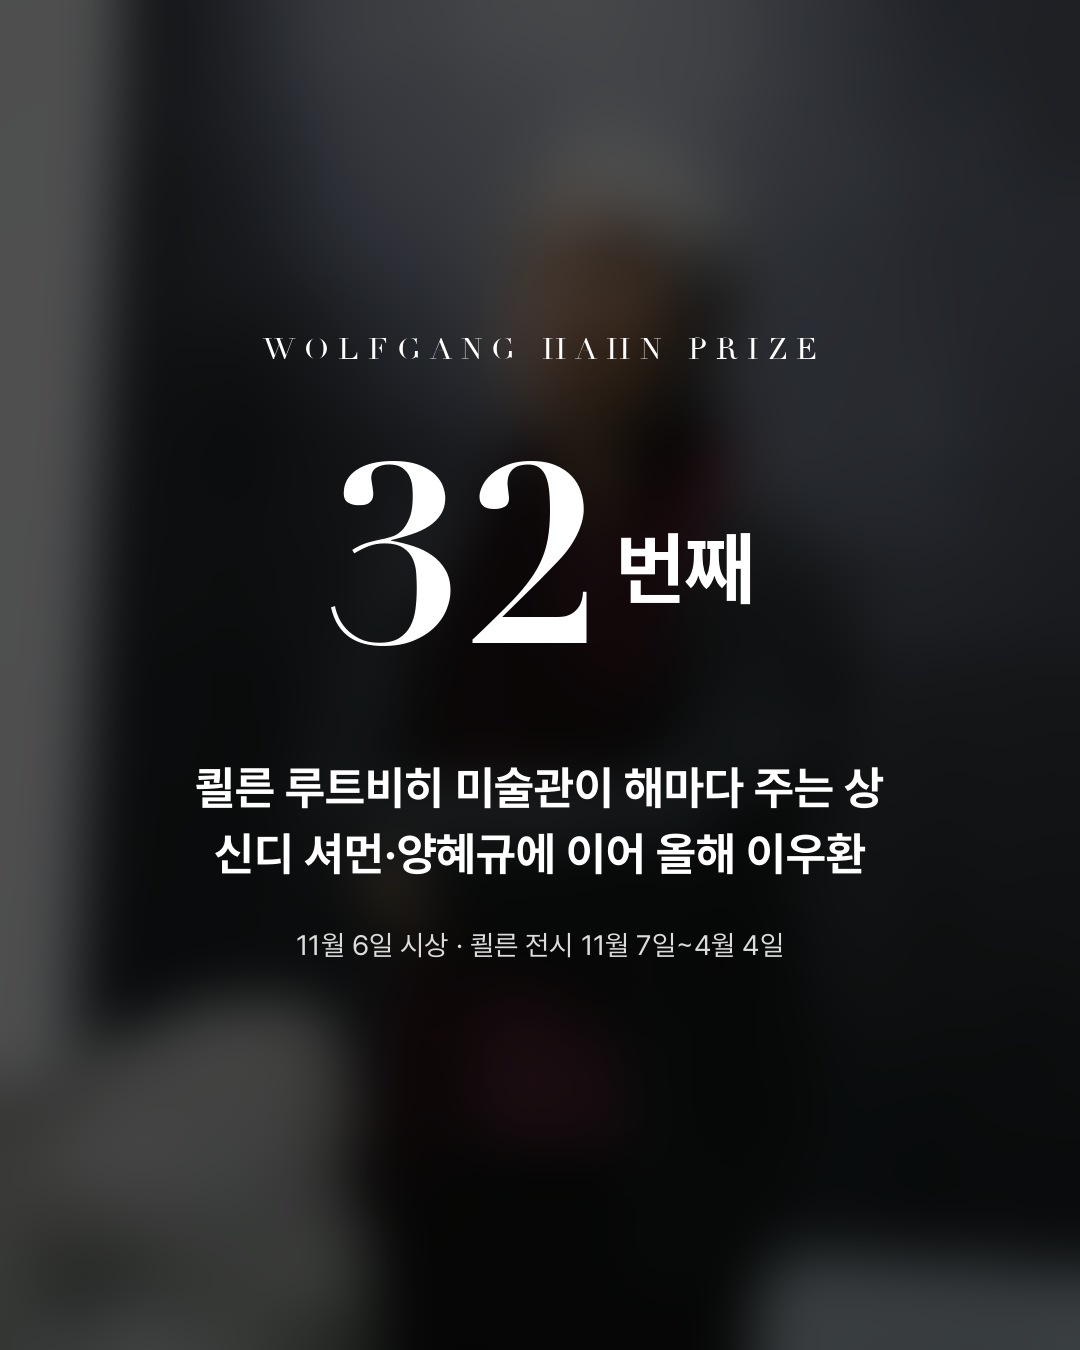 WOLFGANG HAHN PRIZE
32 번째
쾰른 루트비히 미술관이 해마다 주는 상
신디 셔먼·양혜규에 이어 올해 이우환
11월 6일 시상 · 쾰른 전시 11월 7일~4월 4일